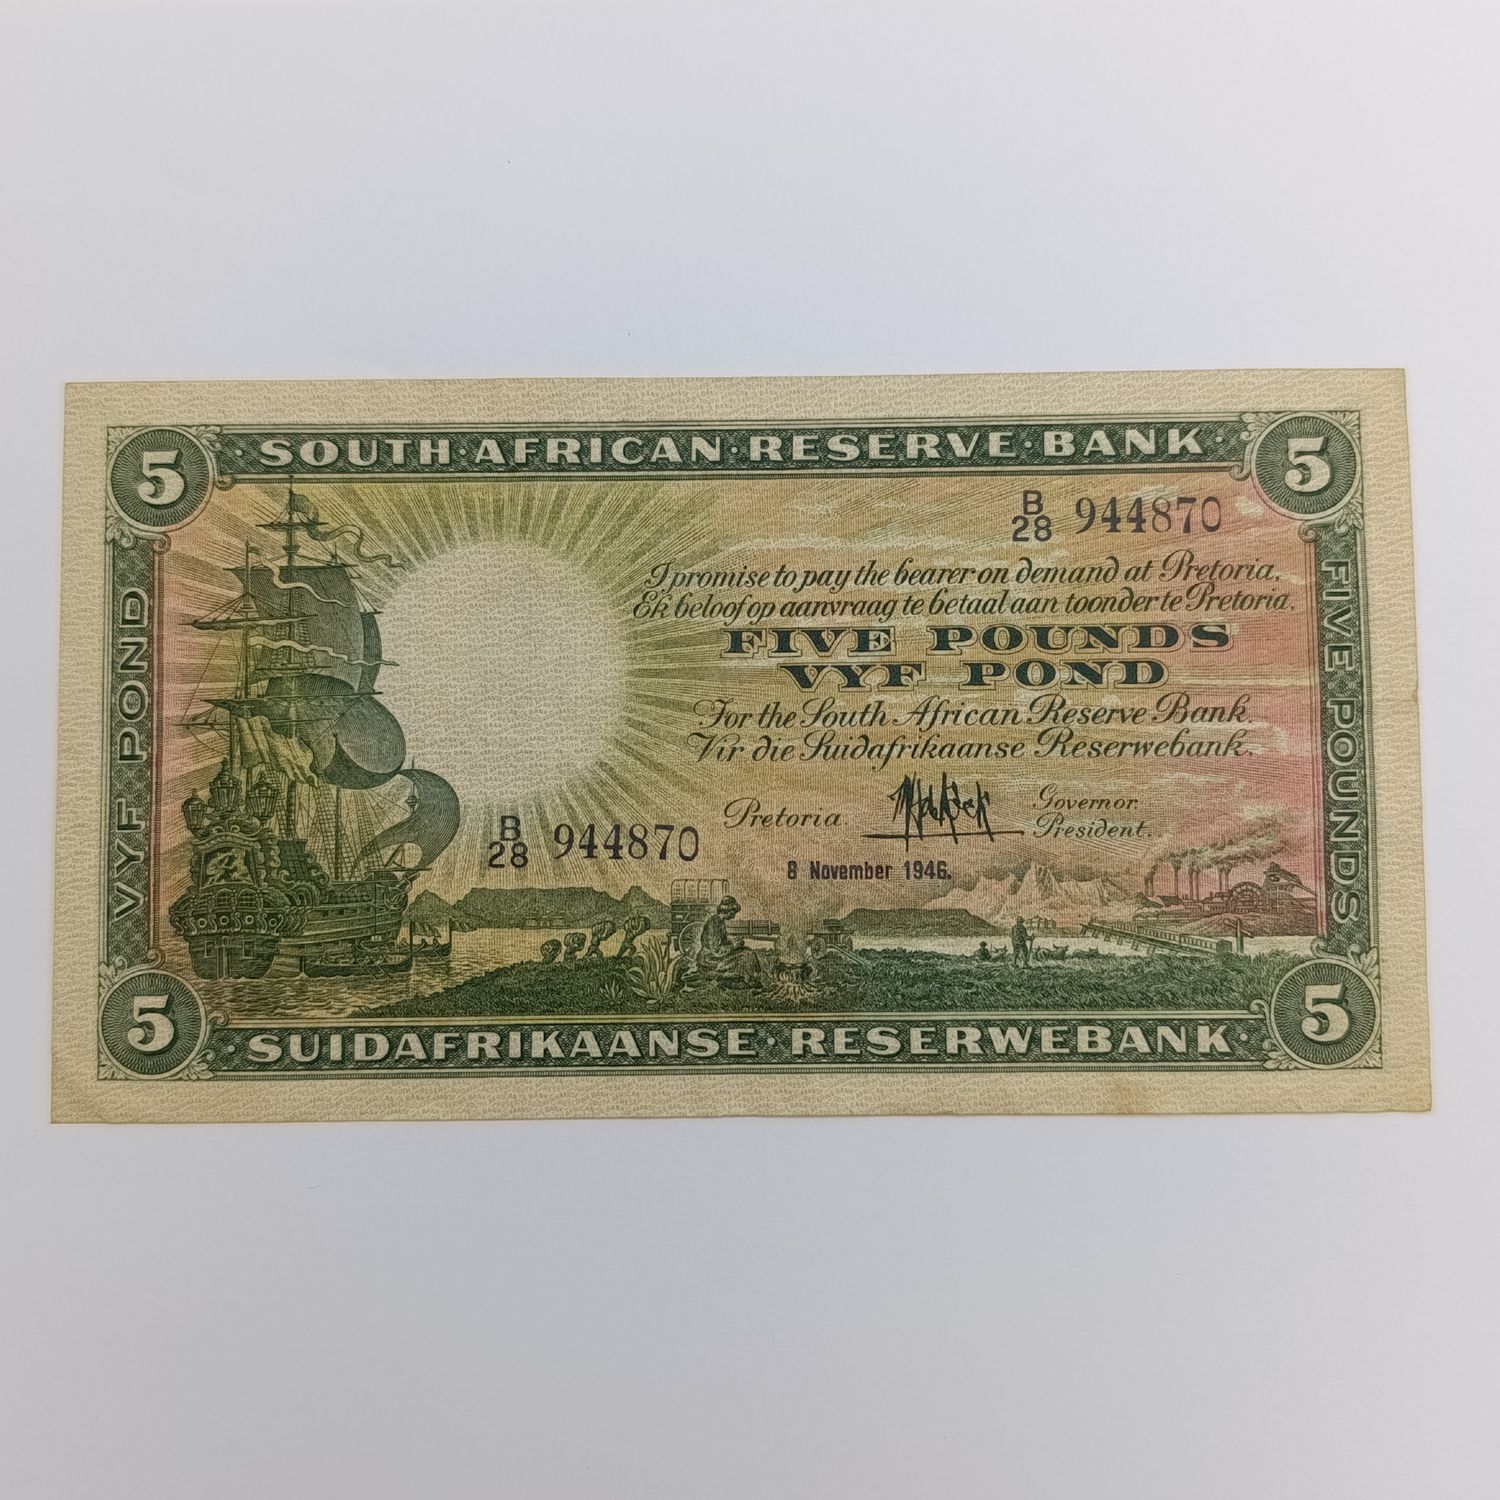 5 SOUTH·AFRICAN·RESERVE·BANK 5
B/28 944870
I promise to pay the bearer on demand at Pretoria,
Ek beloof op aanvraag te betaal aan toonder te Pretoria.
FIVE POUNDS
VYF POND
For the South African Reserve Bank.
Vir die Suidafrikaanse Reserwebank.
Pretoria.
Governor.
President.
B/28 944870
8 November 1946.
VYF POND
FIVE POUNDS
5 SUIDAFRIKAANSE·RESERWEBANK 5